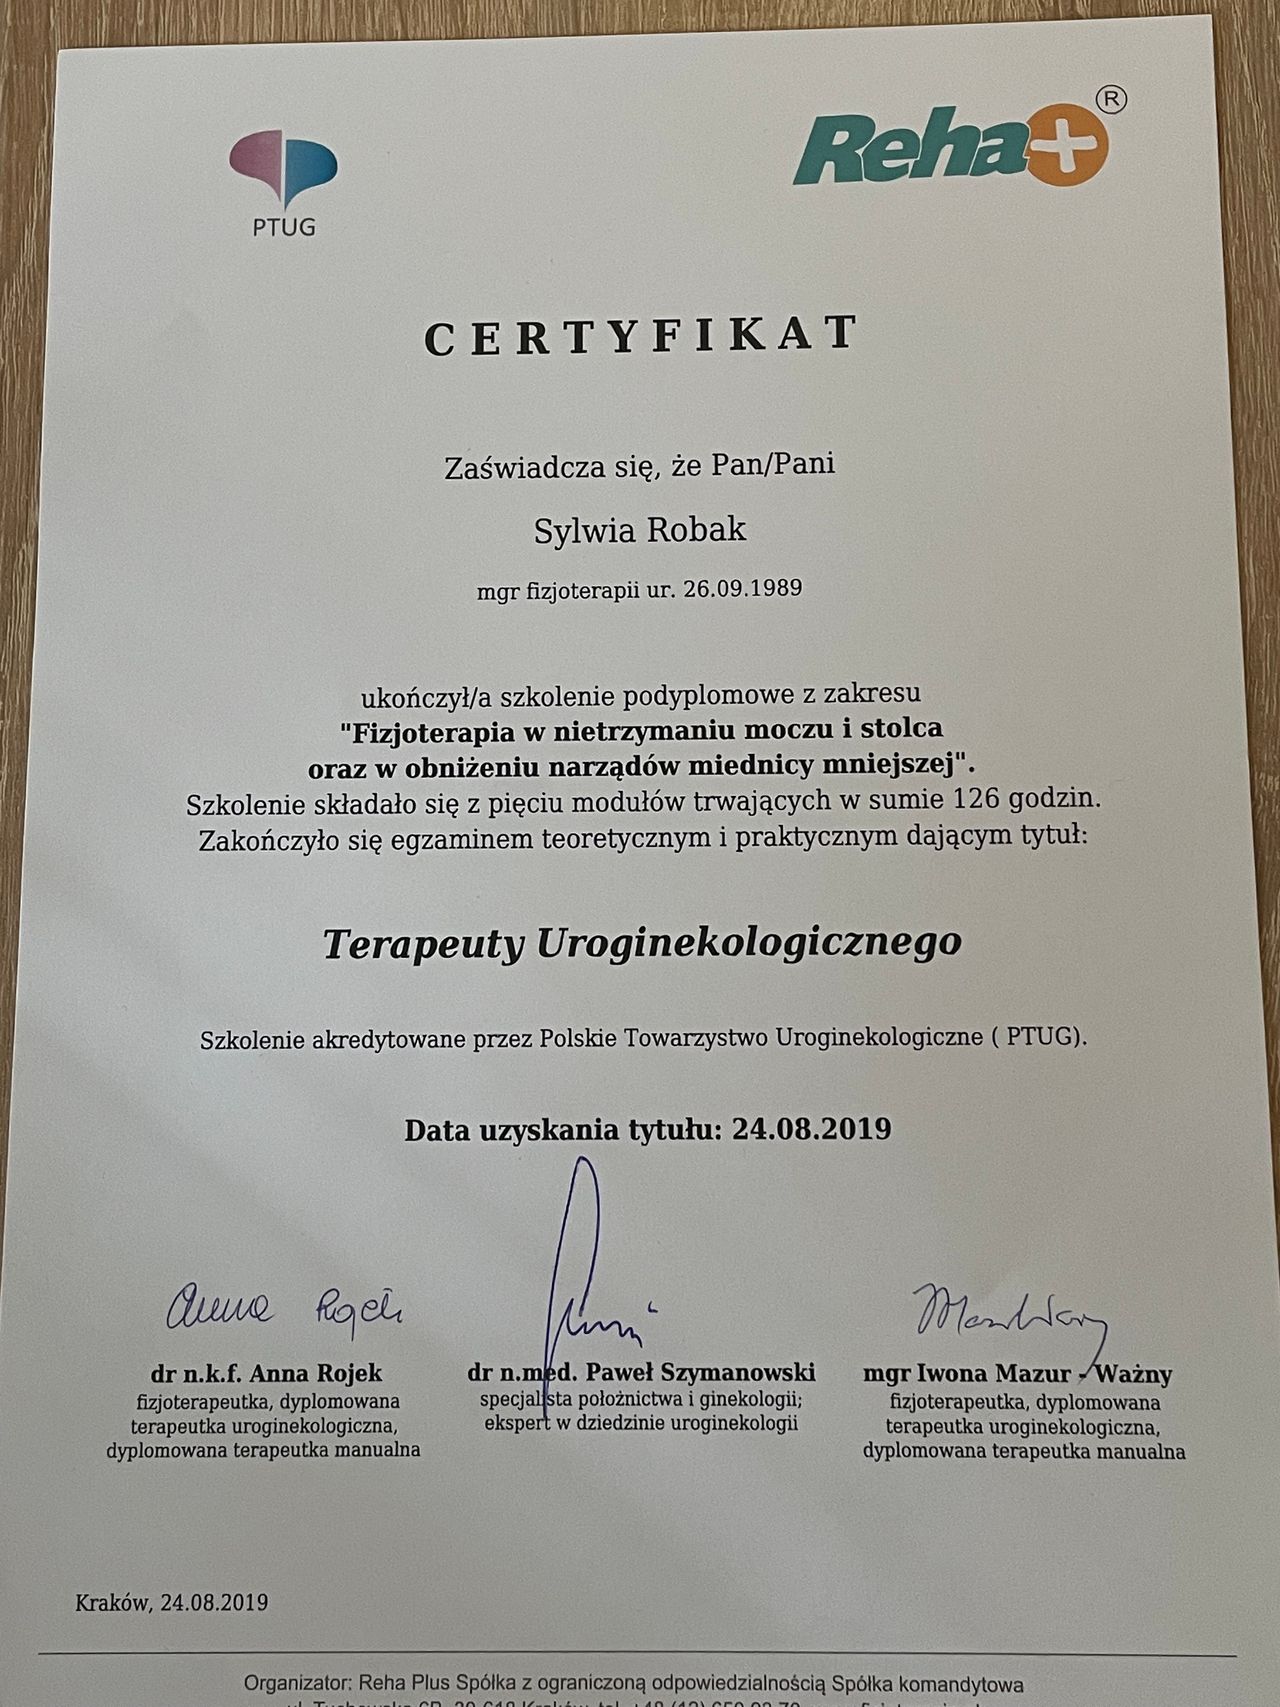 PTUG
Reha+ ®
CERTYFIKAT
Zaświadcza się, że Pan/Pani
Sylwia Robak
mgr fizjoterapii ur. 26.09.1989
ukończył/a szkolenie podyplomowe z zakresu
"Fizjoterapia w nietrzymaniu moczu i stolca
oraz w obniżeniu narządów miednicy mniejszej".
Szkolenie składało się z pięciu modułów trwających w sumie 126 godzin.
Zakończyło się egzaminem teoretycznym i praktycznym dającym tytuł:
Terapeuty Uroginekologicznego
Szkolenie akredytowane przez Polskie Towarzystwo Uroginekologiczne ( PTUG).
Data uzyskania tytułu: 24.08.2019
Anna Rojek
dr n.k.f. Anna Rojek
fizjoterapeutka, dyplomowana
terapeutka uroginekologiczna,
dyplomowana terapeutka manualna
dr n.med. Paweł Szymanowski
specjalista położnictwa i ginekologii;
ekspert w dziedzinie uroginekologii
mgr Iwona Mazur - Ważny
fizjoterapeutka, dyplomowana
terapeutka uroginekologiczna,
dyplomowana terapeutka manualna
Kraków, 24.08.2019
Organizator: Reha Plus Spółka z ograniczoną odpowiedzialnością Spółka komandytowa